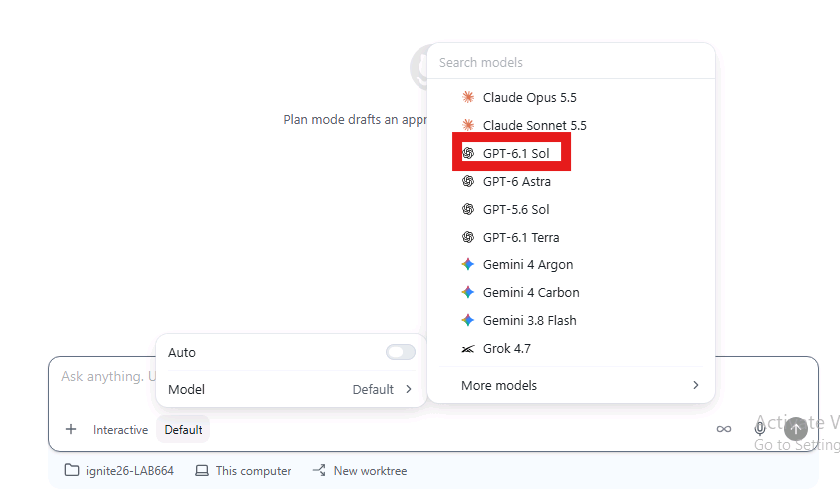 Search models
Claude Opus 5.5
Plan mode drafts an
Claude Sonnet 5.5
GPT-6.1 Sol
GPT-6 Astra
GPT-5.6 Sol
GPT-6.1 Terra
Gemini 4 Argon
Gemini 4 Carbon
Gemini 3.8 Flash
Grok 4.7
More models
Auto
Model Default
Ask anything.
Interactive Default
Activate
Go to Setting
ignite26-LAB664 This computer New worktree